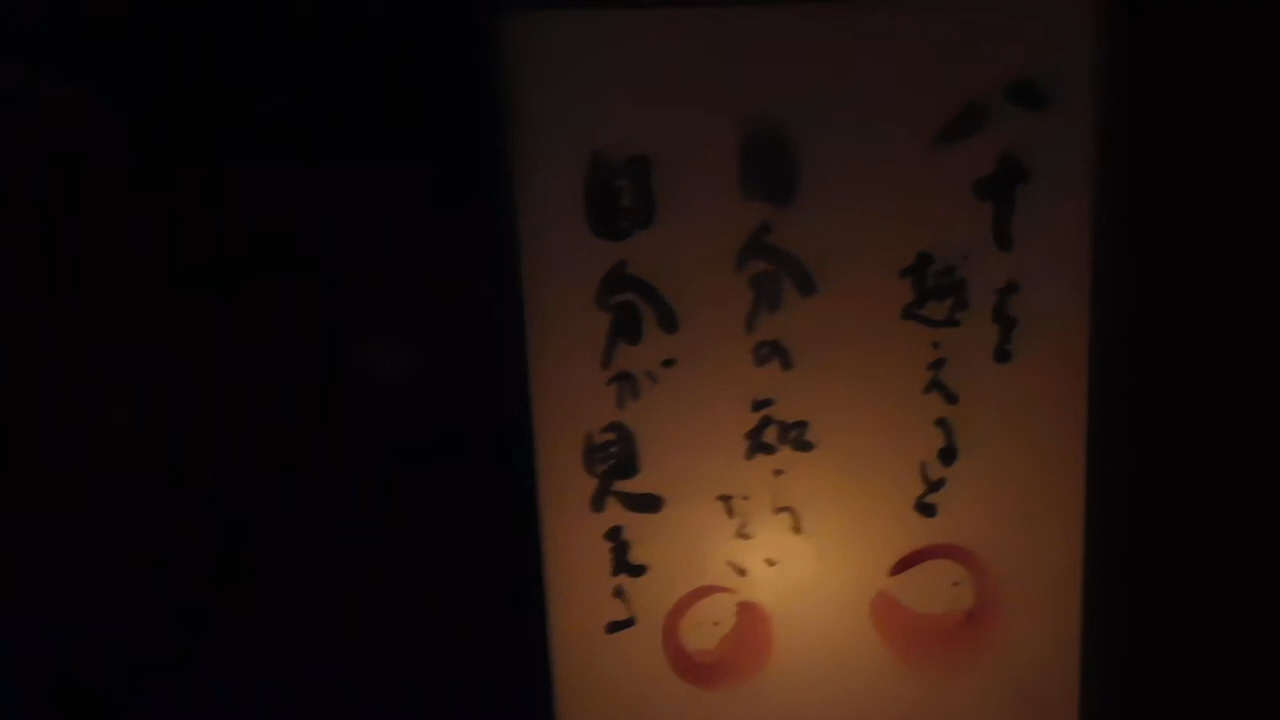 八十を
越えると
自分の知らない
自分が見える